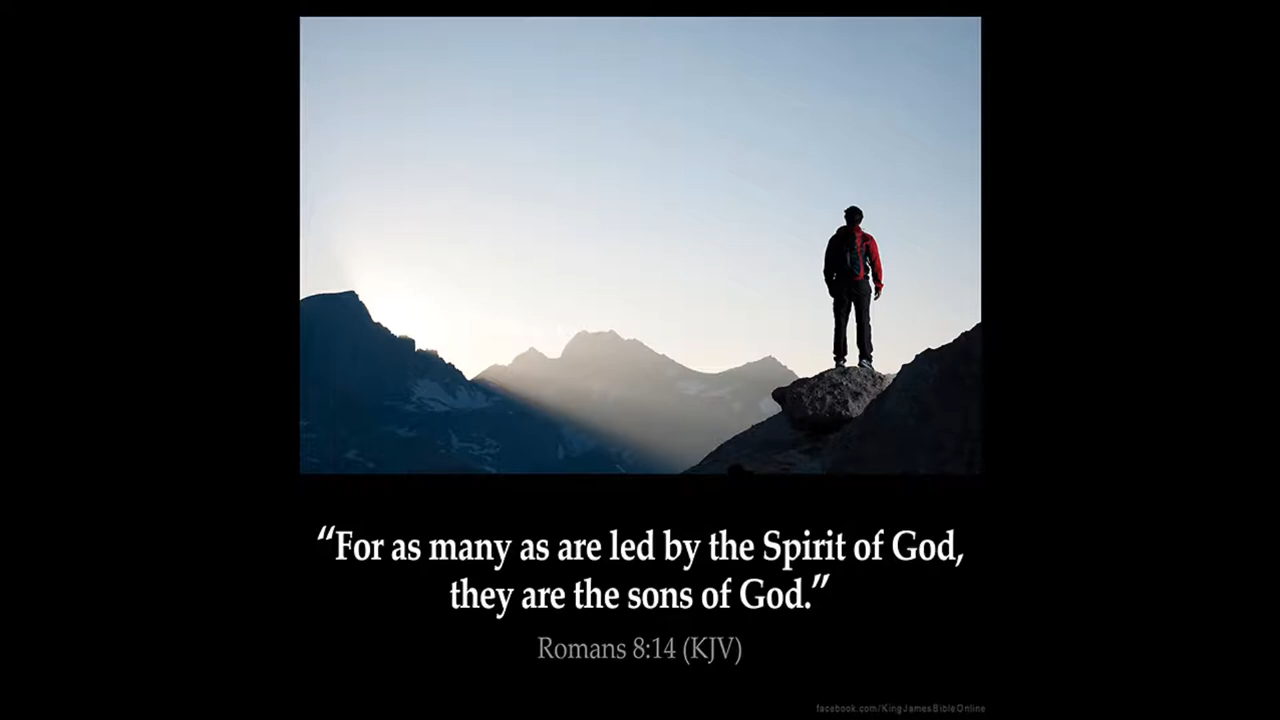 “For as many as are led by the Spirit of God,
they are the sons of God.”
Romans 8:14 (KJV)
facebook.com/KingJamesBibleOnline